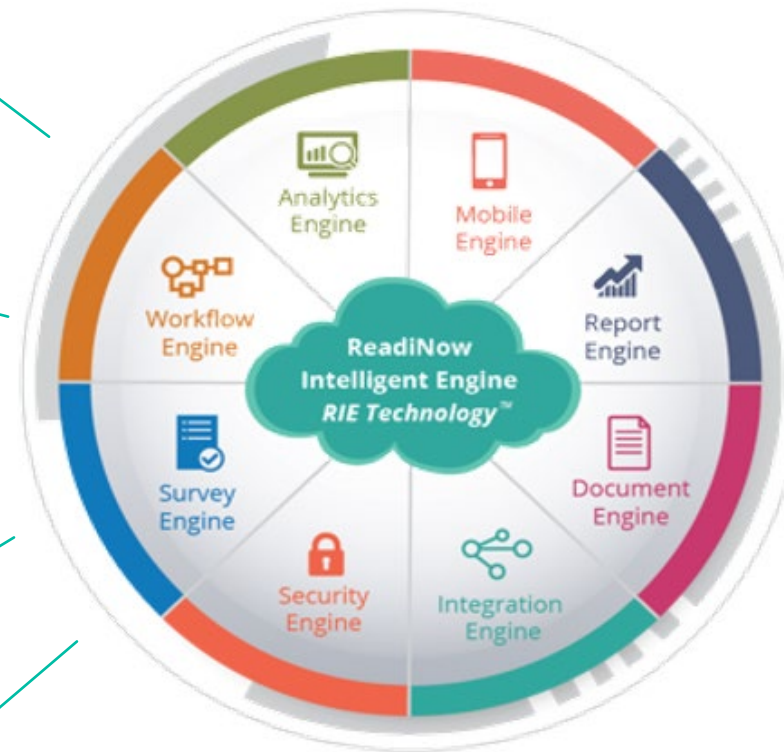 Analytics
Engine
Mobile
Engine
Workflow
Engine
Report
Engine
ReadiNow
Intelligent Engine
RIE Technology™
Survey
Engine
Document
Engine
Security
Engine
Integration
Engine